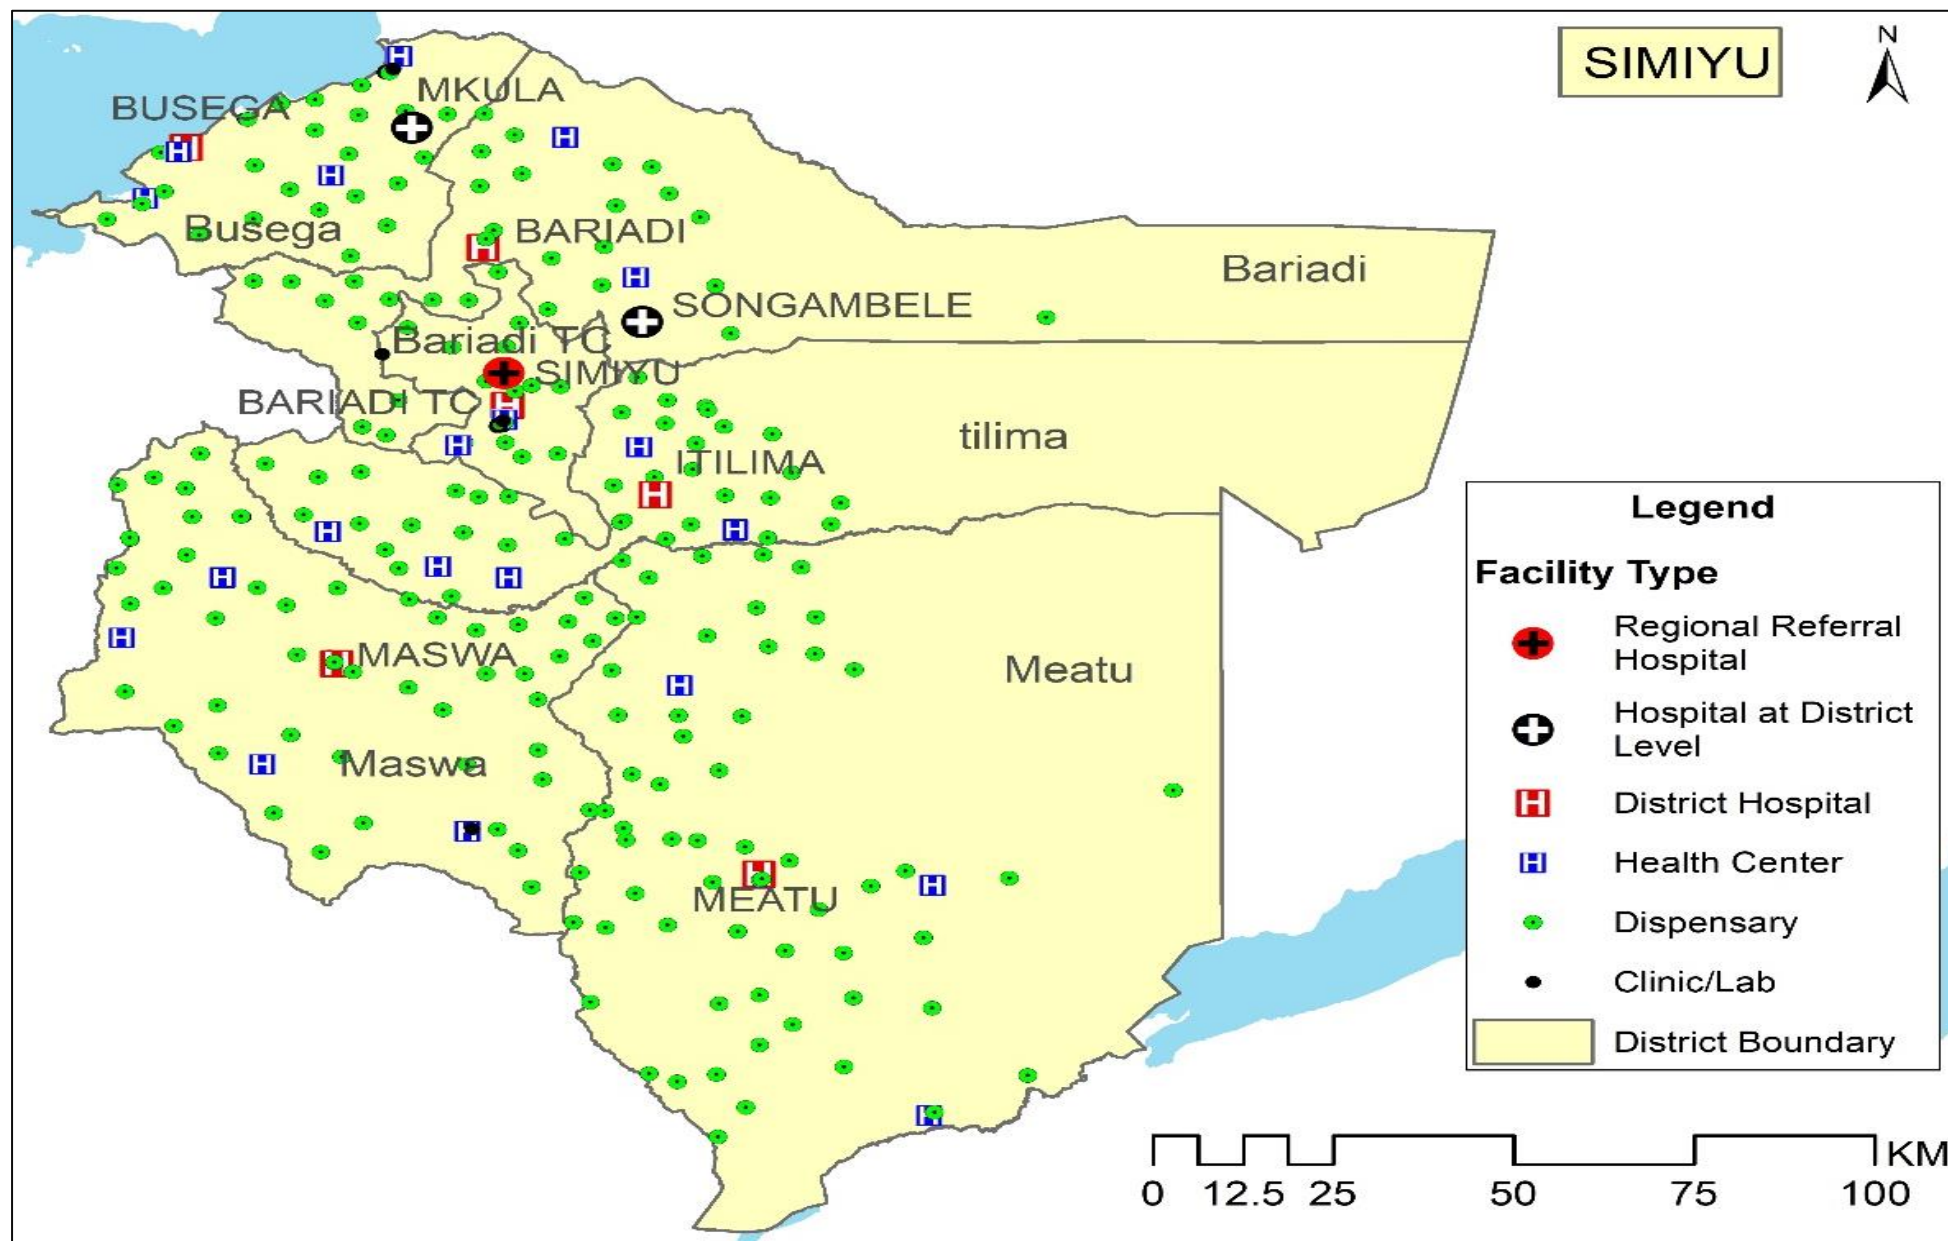 SIMIYU
N
MKULA
BUSEGA
Busega
BARIADI
Bariadi
SONGAMBELE
Bariadi TC
SIMIYU
BARIADI TC
tilima
ITILIMA
MASWA
Meatu
Maswa
MEATU
Legend
Facility Type
Regional Referral
Hospital
Hospital at District
Level
District Hospital
Health Center
Dispensary
Clinic/Lab
District Boundary
KM
0 12.5 25 50 75 100